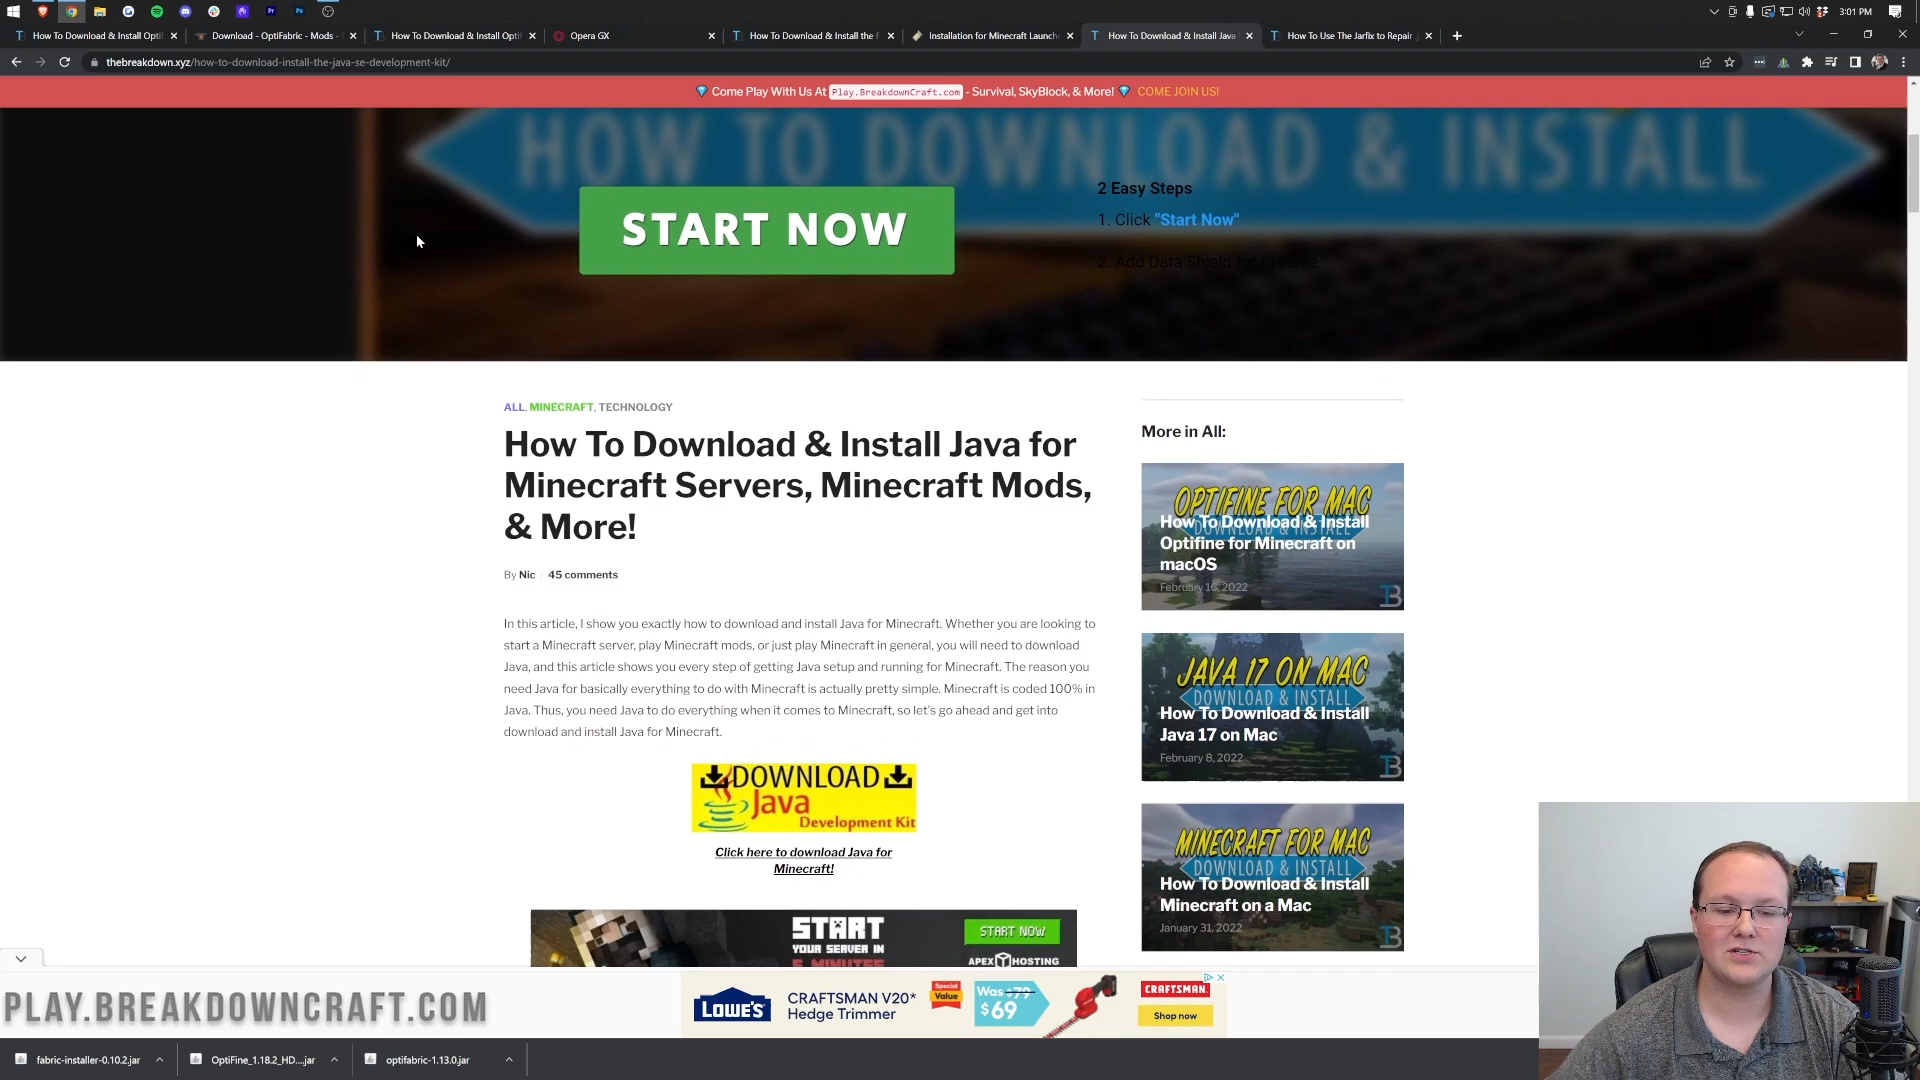 3:01 PM
How To Download & Install Opti
Download - OptiFabric - Mods -
How To Download & Install Opti
Opera GX
How To Download & Install the F
Installation for Minecraft Launch
How To Download & Install Java
How To Use The Jarfix to Repair
thebreakdown.xyz/how-to-download-install-the-java-se-development-kit/
Come Play With Us At Play.BreakdownCraft.com - Survival, SkyBlock, & More! COME JOIN US!
HOW TO DOWNLOAD & INSTALL
START NOW
2 Easy Steps
1. Click "Start Now"
2. Add Data Shield for Chrome™
ALL, MINECRAFT, TECHNOLOGY
How To Download & Install Java for
Minecraft Servers, Minecraft Mods,
& More!
By Nic / 45 comments
In this article, I show you exactly how to download and install Java for Minecraft. Whether you are looking to
start a Minecraft server, play Minecraft mods, or just play Minecraft in general, you will need to download
Java, and this article shows you every step of getting Java setup and running for Minecraft. The reason you
need Java for basically everything to do with Minecraft is actually pretty simple. Minecraft is coded 100% in
Java. Thus, you need Java to do everything when it comes to Minecraft, so let's go ahead and get into
download and install Java for Minecraft.
DOWNLOAD
Java
Development Kit
Click here to download Java for
Minecraft!
START
YOUR SERVER IN
5 MINUTES
START NOW
APEX HOSTING
More in All:
OPTIFINE FOR MAC
DOWNLOAD & INSTALL
How To Download & Install
Optifine for Minecraft on
macOS
February 16, 2022
TB
JAVA 17 ON MAC
DOWNLOAD & INSTALL
How To Download & Install
Java 17 on Mac
February 8, 2022
TB
MINECRAFT FOR MAC
DOWNLOAD & INSTALL
How To Download & Install
Minecraft on a Mac
January 31, 2022
TB
PLAY.BREAKDOWNCRAFT.COM
LOWE'S
CRAFTSMAN V20*
Hedge Trimmer
Special
Value
Was $79
$69
CRAFTSMAN
Shop now
fabric-installer-0.10.2.jar
OptiFine_1.18.2_HD....jar
optifabric-1.13.0.jar